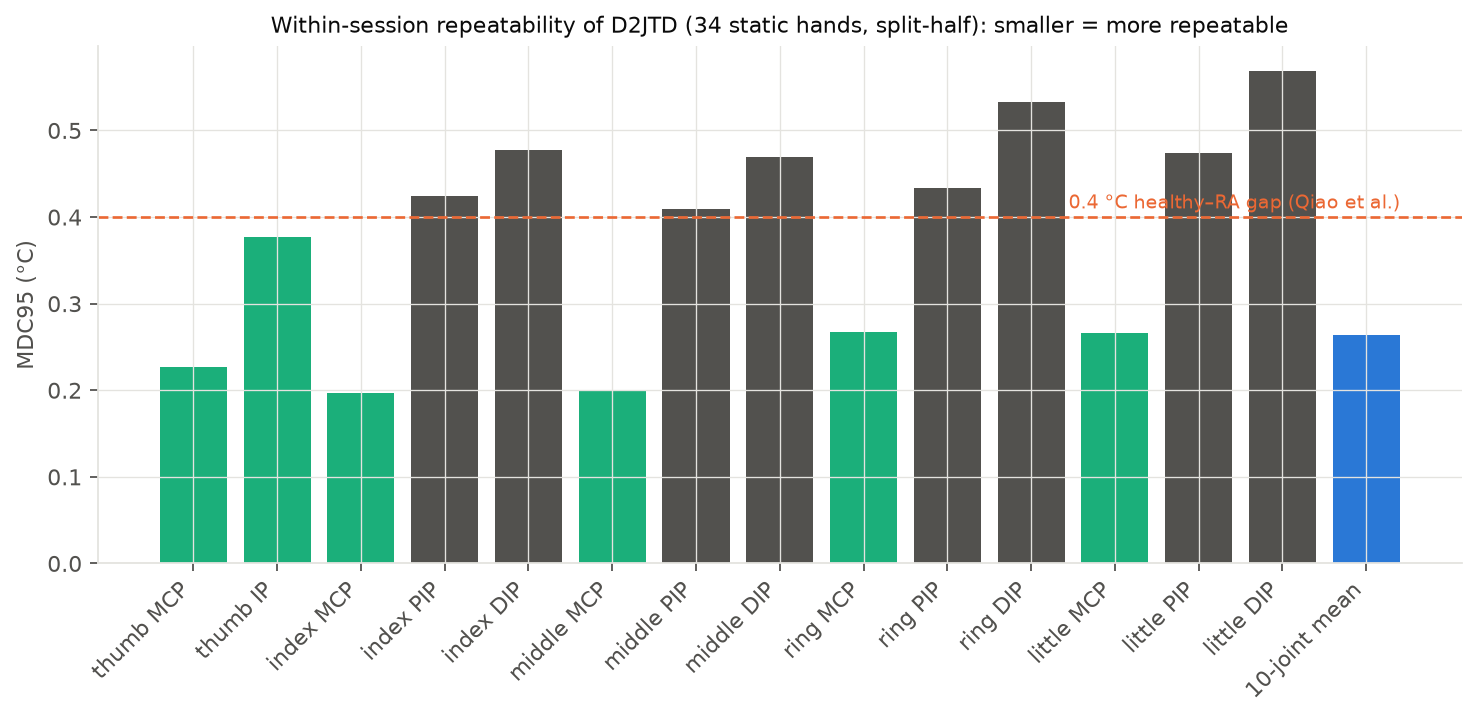 Within-session repeatability of D2JTD (34 static hands, split-half): smaller = more repeatable
MDC95 (°C)
0.5
0.4
0.3
0.2
0.1
0.0
0.4 °C healthy–RA gap (Qiao et al.)
thumb MCP
thumb IP
index MCP
index PIP
index DIP
middle MCP
middle PIP
middle DIP
ring MCP
ring PIP
ring DIP
little MCP
little PIP
little DIP
10-joint mean